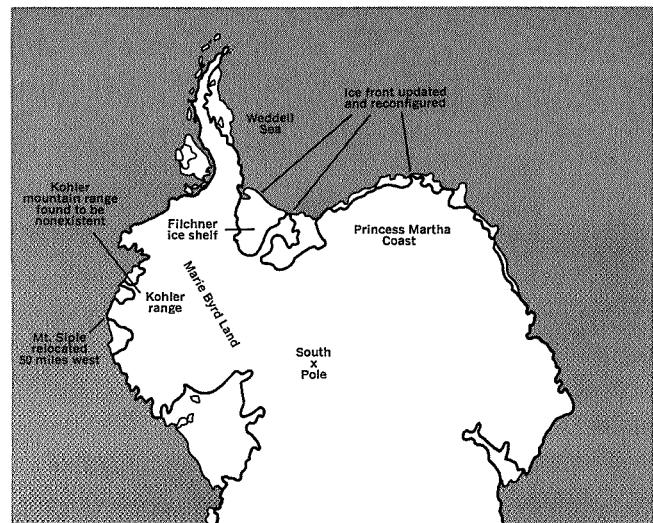 Ice front updated
and reconfigured
Weddell
Sea
Kohler
mountain range
found to be
nonexistent
Filchner
ice shelf
Princess Martha
Coast
Marie Byrd Land
Kohler
range
Mt. Siple
relocated
50 miles west
South
x
Pole